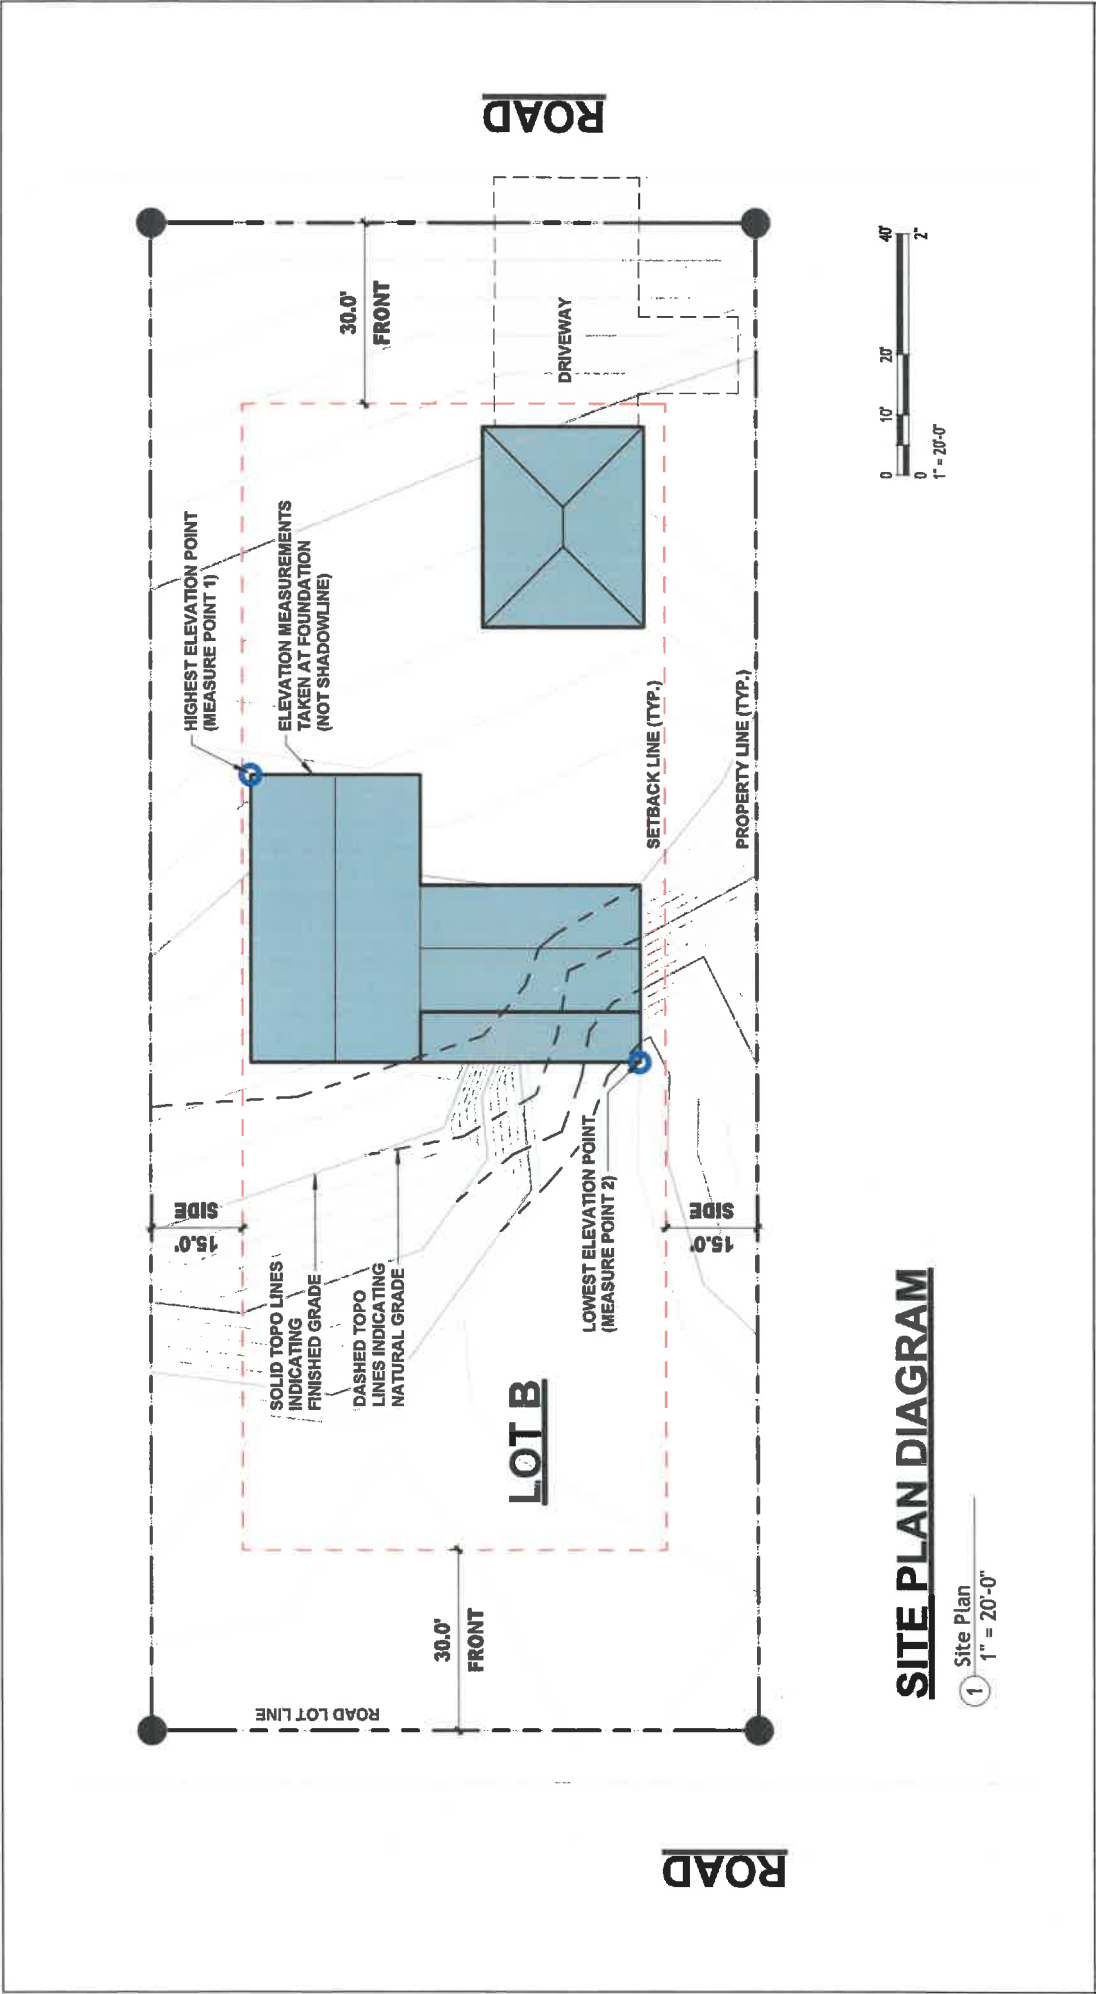 ROAD
30.0'
FRONT
DRIVEWAY
HIGHEST ELEVATION POINT
(MEASURE POINT 1)
ELEVATION MEASUREMENTS
TAKEN AT FOUNDATION
(NOT SHADOWLINE)
SETBACK LINE (TYP.)
PROPERTY LINE (TYP.)
15.0'
SIDE
15.0'
SIDE
SOLID TOPO LINES
INDICATING
FINISHED GRADE
DASHED TOPO
LINES INDICATING
NATURAL GRADE
LOWEST ELEVATION POINT
(MEASURE POINT 2)
LOT B
30.0'
FRONT
ROAD LOT LINE
ROAD
0 10' 20' 40'
0 2"
1" = 20'-0"
SITE PLAN DIAGRAM
1 Site Plan
1" = 20'-0"